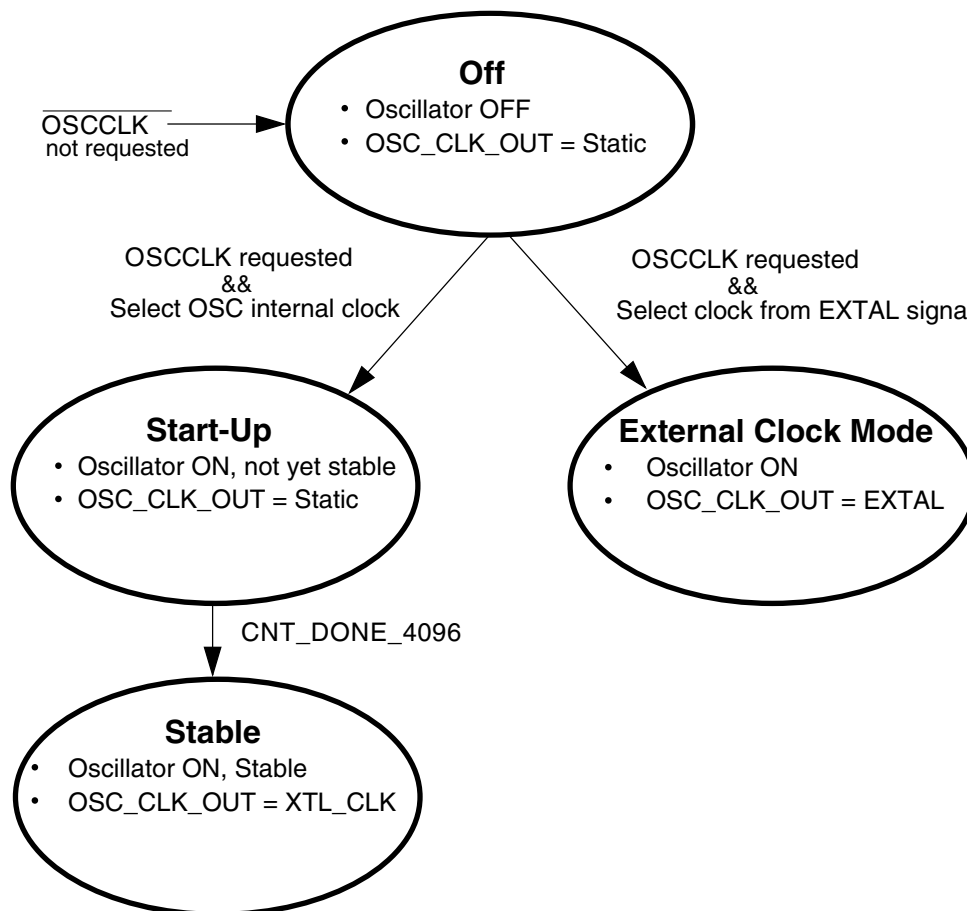 Off
• Oscillator OFF
• OSC_CLK_OUT = Static
OSCCLK
not requested
OSCCLK requested
&&
Select OSC internal clock
OSCCLK requested
&&
Select clock from EXTAL signa
Start-Up
• Oscillator ON, not yet stable
• OSC_CLK_OUT = Static
External Clock Mode
• Oscillator ON
• OSC_CLK_OUT = EXTAL
CNT_DONE_4096
Stable
• Oscillator ON, Stable
• OSC_CLK_OUT = XTL_CLK